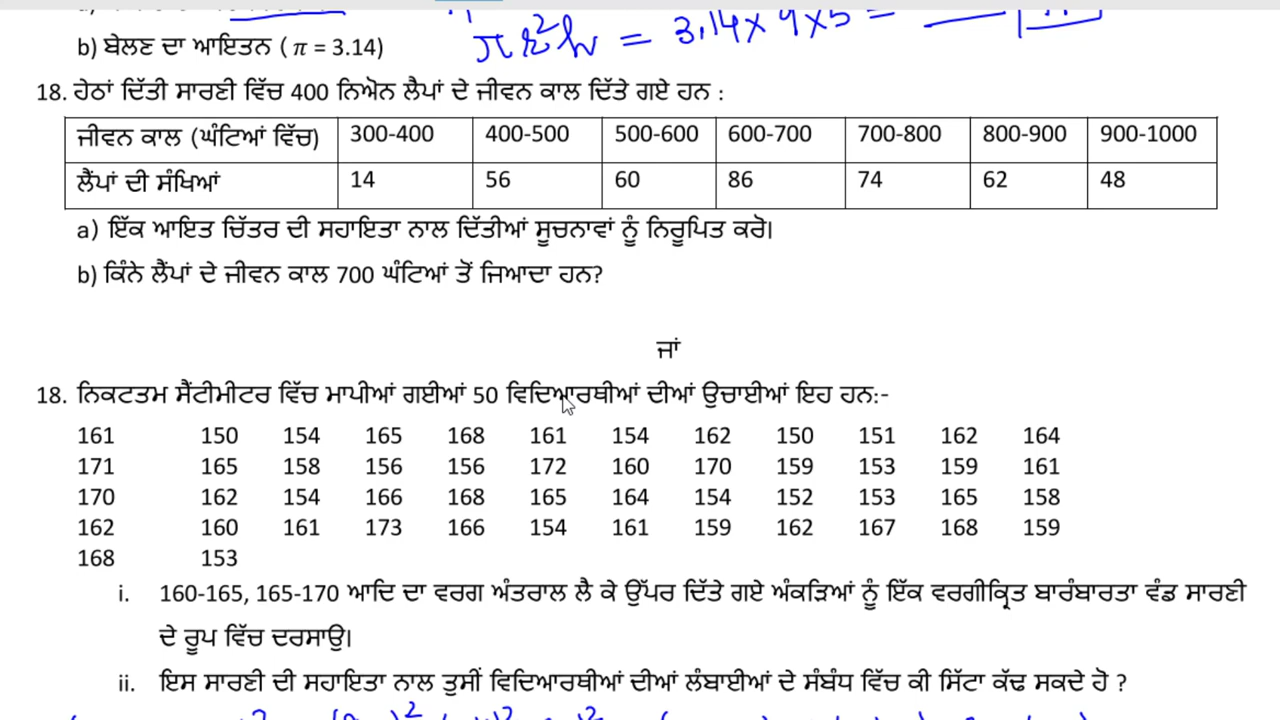 b) ਬੇਲਣ ਦਾ ਆਇਤਨ ( π = 3.14) πr²h = 3.14 × 9 × 5 =
18. ਹੇਠਾਂ ਦਿੱਤੀ ਸਾਰਣੀ ਵਿੱਚ 400 ਨਿਐਨ ਲੈਪਾਂ ਦੇ ਜੀਵਨ ਕਾਲ ਦਿੱਤੇ ਗਏ ਹਨ :
ਜੀਵਨ ਕਾਲ (ਘੰਟਿਆਂ ਵਿੱਚ) 300-400 400-500 500-600 600-700 700-800 800-900 900-1000
ਲੈਂਪਾਂ ਦੀ ਸੰਖਿਆਂ 14 56 60 86 74 62 48
a) ਇੱਕ ਆਇਤ ਚਿੱਤਰ ਦੀ ਸਹਾਇਤਾ ਨਾਲ ਦਿੱਤੀਆਂ ਸੂਚਨਾਵਾਂ ਨੂੰ ਨਿਰੂਪਿਤ ਕਰੋ।
b) ਕਿੰਨੇ ਲੈਂਪਾਂ ਦੇ ਜੀਵਨ ਕਾਲ 700 ਘੰਟਿਆਂ ਤੋਂ ਜਿਆਦਾ ਹਨ?
ਜਾਂ
18. ਨਿਕਟਤਮ ਸੈਂਟੀਮੀਟਰ ਵਿੱਚ ਮਾਪੀਆਂ ਗਈਆਂ 50 ਵਿਦਿਆਰਥੀਆਂ ਦੀਆਂ ਉਚਾਈਆਂ ਇਹ ਹਨ:-
161 150 154 165 168 161 154 162 150 151 162 164
171 165 158 156 156 172 160 170 159 153 159 161
170 162 154 166 168 165 164 154 152 153 165 158
162 160 161 173 166 154 161 159 162 167 168 159
168 153
i. 160-165, 165-170 ਆਦਿ ਦਾ ਵਰਗ ਅੰਤਰਾਲ ਲੈ ਕੇ ਉੱਪਰ ਦਿੱਤੇ ਗਏ ਅੰਕੜਿਆਂ ਨੂੰ ਇੱਕ ਵਰਗੀਕ੍ਰਿਤ ਬਾਰੰਬਾਰਤਾ ਵੰਡ ਸਾਰਣੀ
ਦੇ ਰੂਪ ਵਿੱਚ ਦਰਸਾਉ।
ii. ਇਸ ਸਾਰਣੀ ਦੀ ਸਹਾਇਤਾ ਨਾਲ ਤੁਸੀਂ ਵਿਦਿਆਰਥੀਆਂ ਦੀਆਂ ਲੰਬਾਈਆਂ ਦੇ ਸੰਬੰਧ ਵਿੱਚ ਕੀ ਸਿੱਟਾ ਕੱਢ ਸਕਦੇ ਹੋ ?